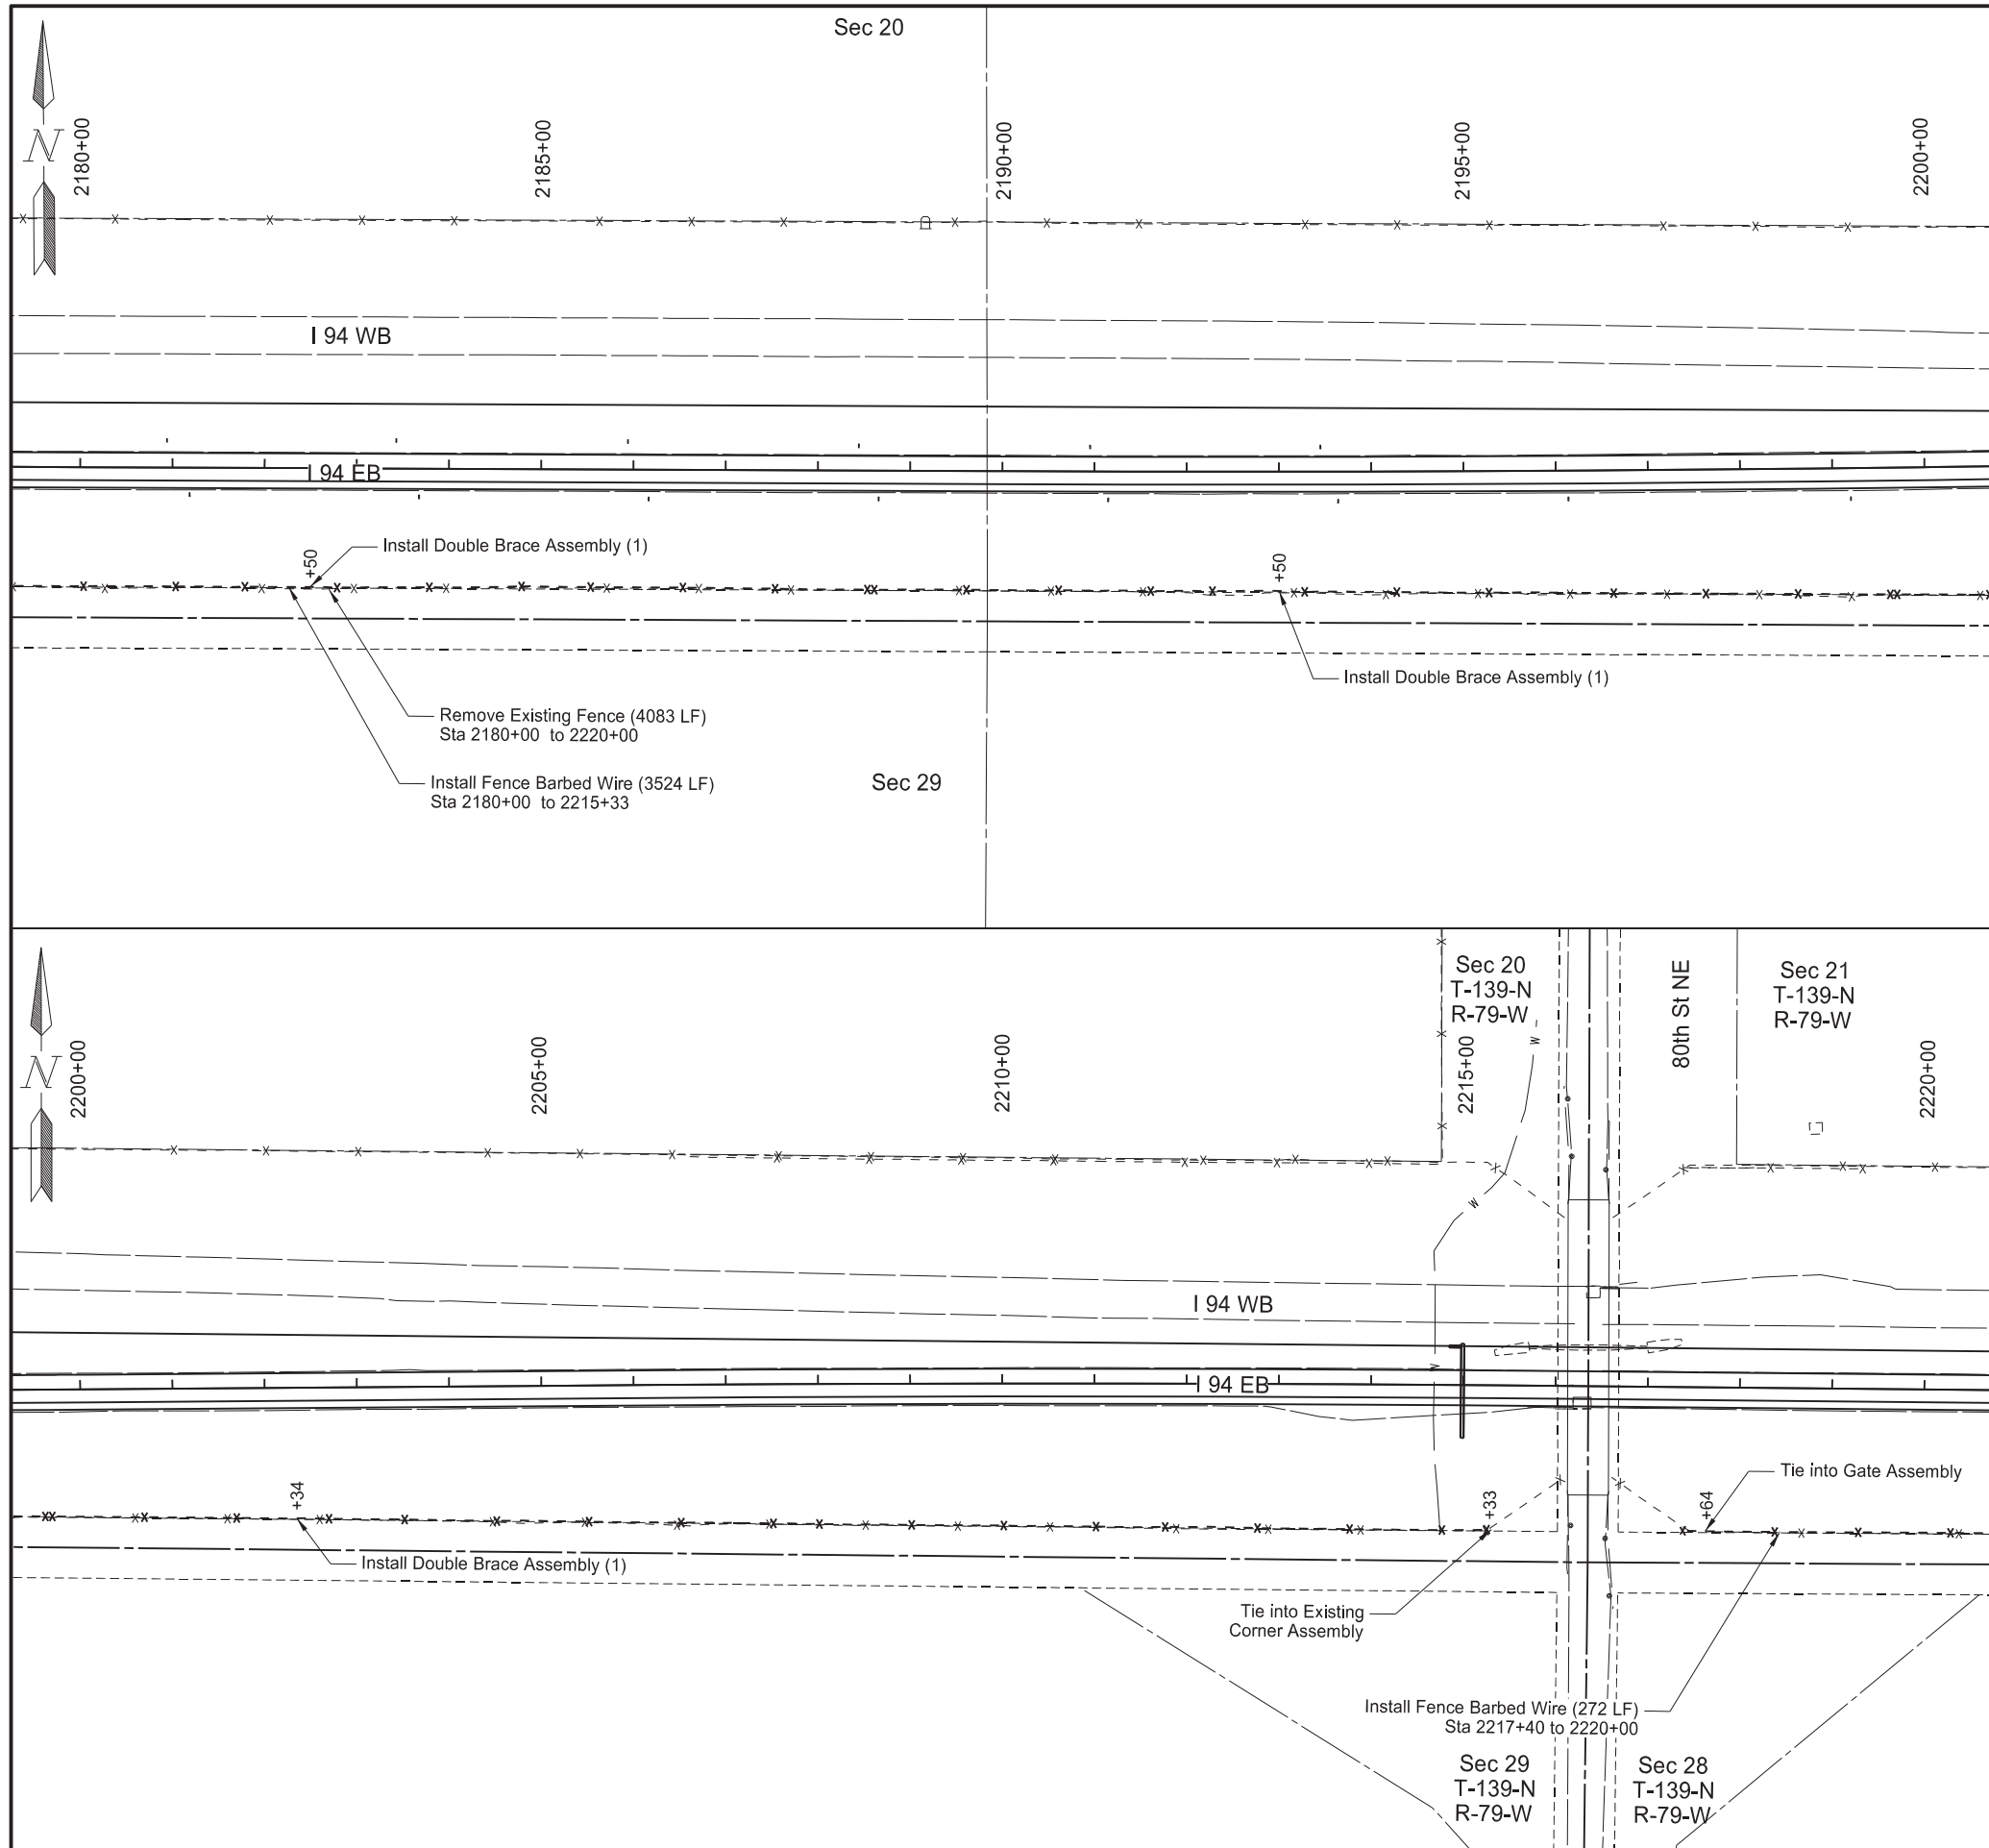 Sec 20
N
2180+00
2185+00
2190+00
2195+00
2200+00
I 94 WB
I 94 EB
+50
Install Double Brace Assembly (1)
+50
Install Double Brace Assembly (1)
Remove Existing Fence (4083 LF)
Sta 2180+00 to 2220+00
Install Fence Barbed Wire (3524 LF)
Sta 2180+00 to 2215+33
Sec 29
N
2200+00
2205+00
2210+00
2215+00
Sec 20
T-139-N
R-79-W
80th St NE
Sec 21
T-139-N
R-79-W
2220+00
W
W
I 94 WB
W
I 94 EB
+34
Install Double Brace Assembly (1)
+33
+64
Tie into Gate Assembly
Tie into Existing
Corner Assembly
Install Fence Barbed Wire (272 LF)
Sta 2217+40 to 2220+00
Sec 29
T-139-N
R-79-W
Sec 28
T-139-N
R-79-W